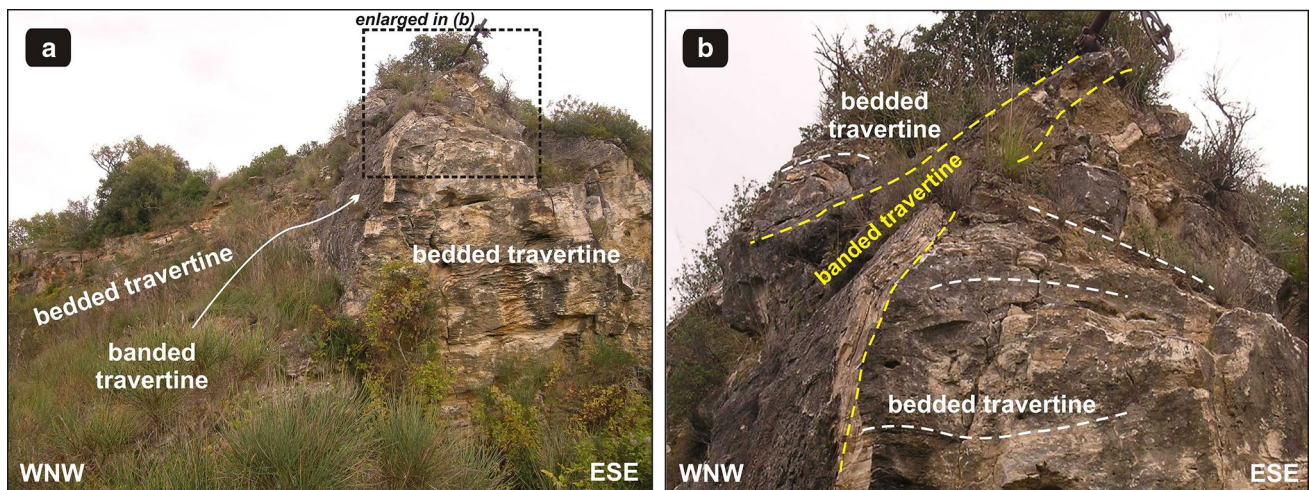 a
enlarged in (b)
bedded travertine
bedded travertine
banded
travertine
WNW
ESE
b
bedded
travertine
banded travertine
bedded travertine
WNW
ESE